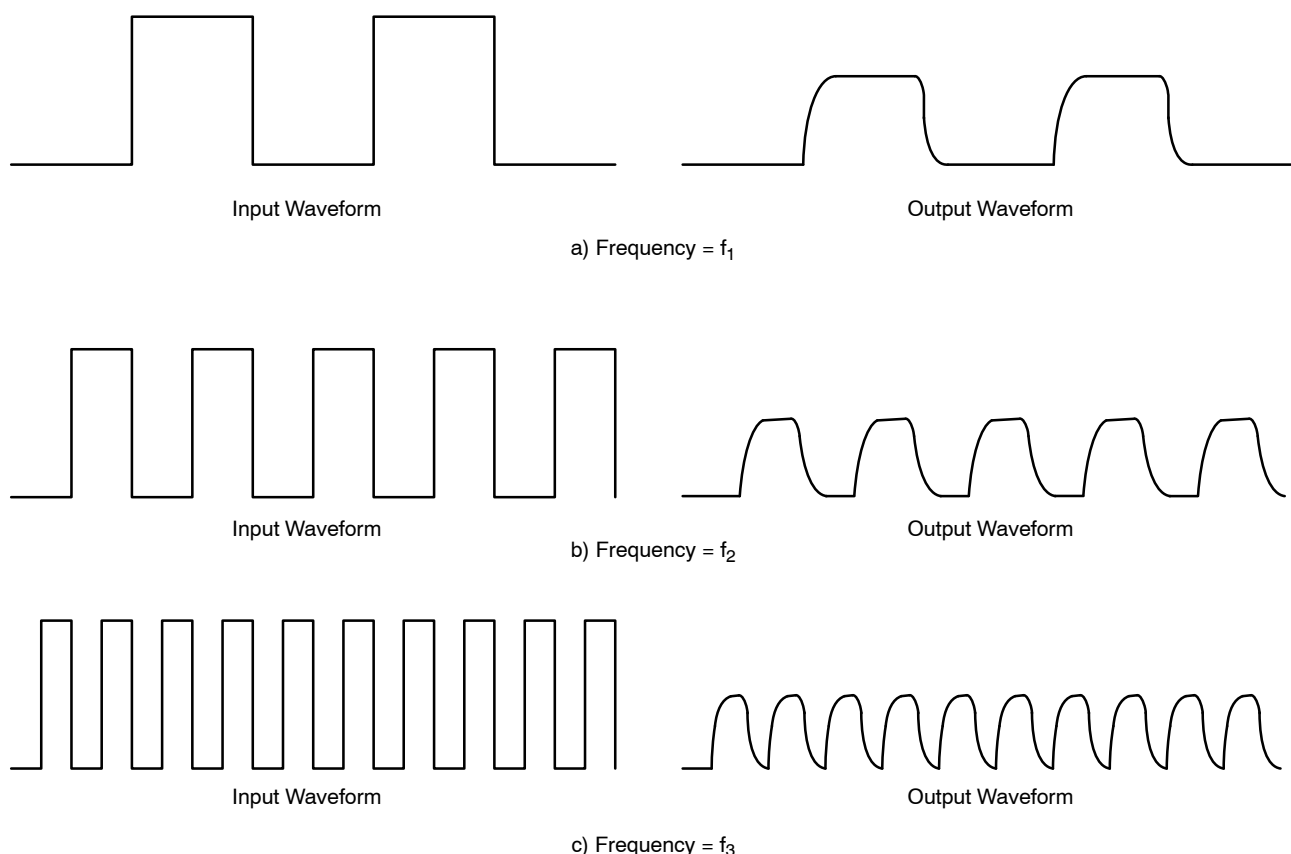 Input Waveform
Output Waveform
a) Frequency = f₁
Input Waveform
Output Waveform
b) Frequency = f₂
Input Waveform
Output Waveform
c) Frequency = f₃